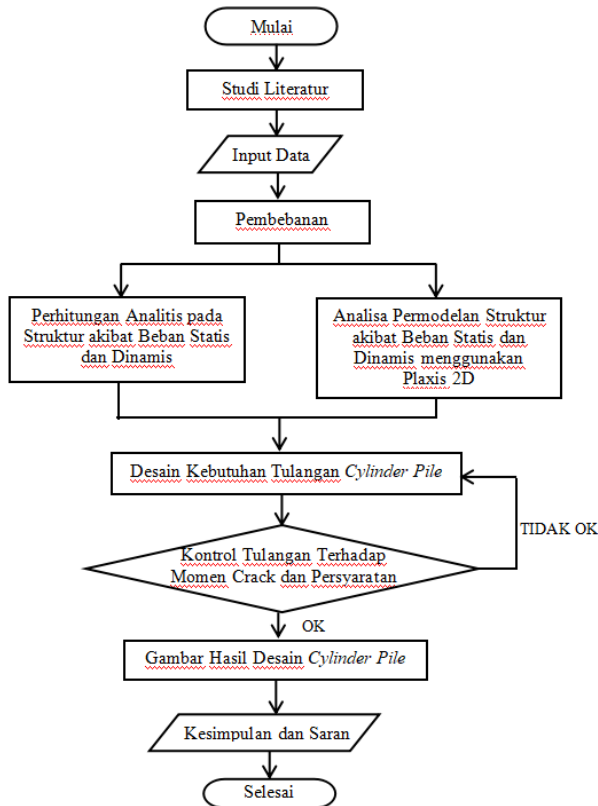 Mulai
Studi Literatur
Input Data
Pembebanan
Perhitungan Analitis pada
Struktur akibat Beban Statis
dan Dinamis
Analisa Permodelan Struktur
akibat Beban Statis dan
Dinamis menggunakan
Plaxis 2D
Desain Kebutuhan Tulangan Cylinder Pile
TIDAK OK
Kontrol Tulangan Terhadap
Momen Crack dan Persyaratan
OK
Gambar Hasil Desain Cylinder Pile
Kesimpulan dan Saran
Selesai